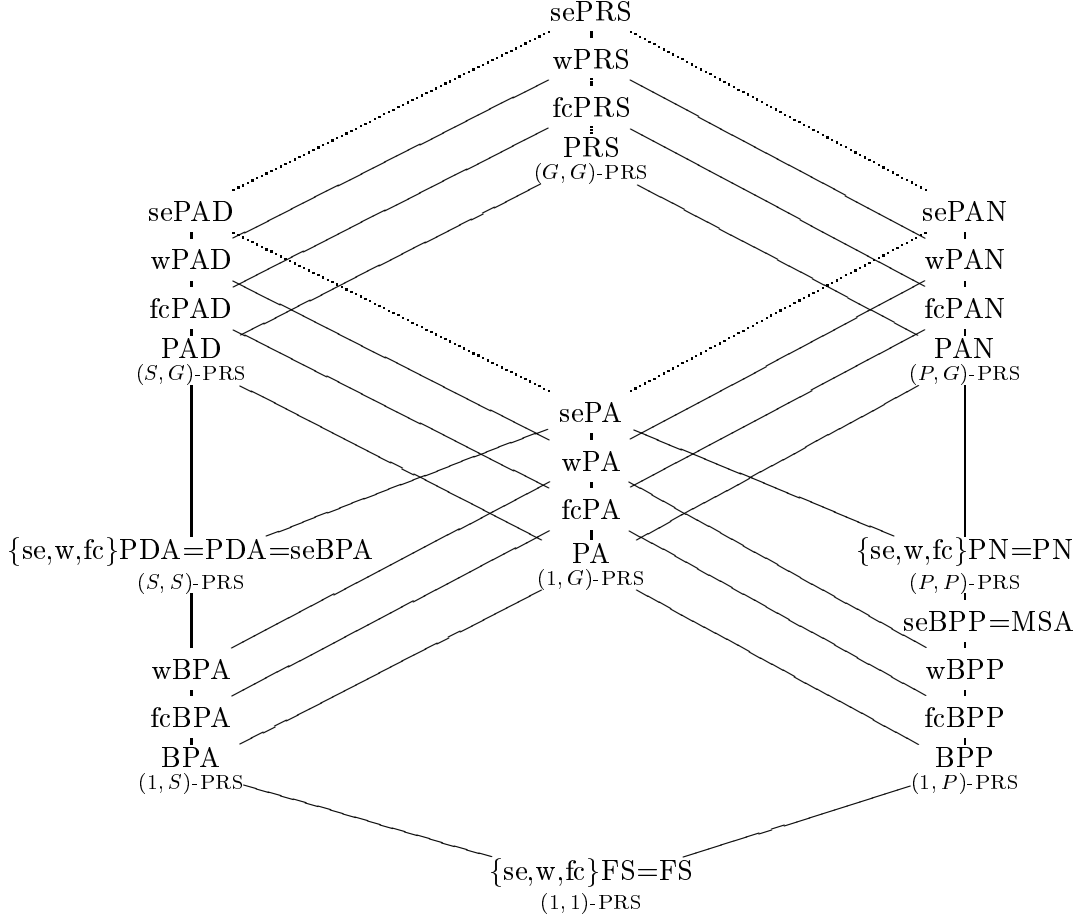 sePRS
wPRS
fcPRS
PRS
(G, G)-PRS
sePAD
sePAN
wPAD
wPAN
fcPAD
fcPAN
PAD
PAN
(S, G)-PRS
(P, G)-PRS
sePA
wPA
fcPA
{se,w,fc}PDA=PDA=seBPA
PA
{se,w,fc}PN=PN
(S, S)-PRS
(1, G)-PRS
(P, P)-PRS
seBPP=MSA
wBPA
wBPP
fcBPA
fcBPP
BPA
BPP
(1, S)-PRS
(1, P)-PRS
{se,w,fc}FS=FS
(1, 1)-PRS